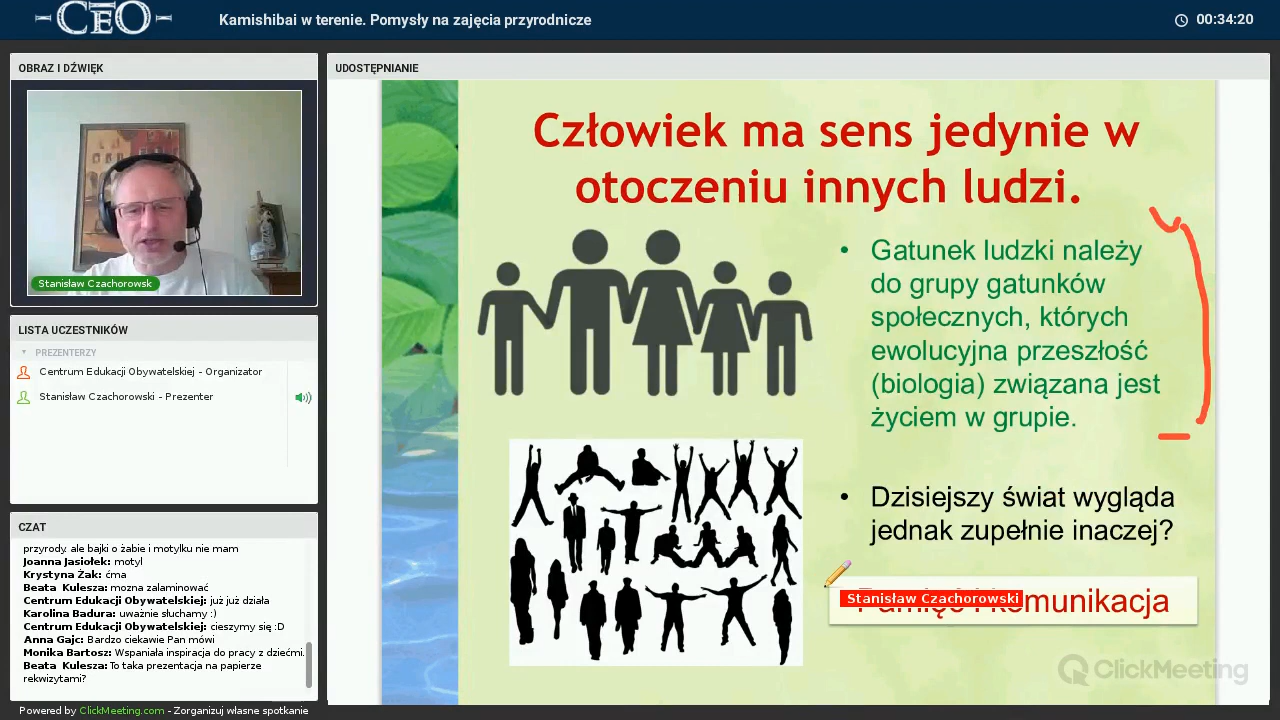 CEO
Kamishibai w terenie. Pomysły na zajęcia przyrodnicze
00:34:20
OBRAZ I DŹWIĘK
Stanisław Czachorowsk
LISTA UCZESTNIKÓW
PREZENTERZY
Centrum Edukacji Obywatelskiej - Organizator
Stanisław Czachorowski - Prezenter
CZAT
przyrody. ale bajki o żabie i motylku nie mam
Joanna Jasiołek: motyl
Krystyna Żak: ćma
Beata Kulesza: mozna zalaminować
Centrum Edukacji Obywatelskiej: już już działa
Karolina Badura: uważnie słuchamy :)
Centrum Edukacji Obywatelskiej: cieszymy się :D
Anna Gajc: Bardzo ciekawie Pan mówi
Monika Bartosz: Wspaniała inspiracja do pracy z dziećmi.
Beata Kulesza: To taka prezentacja na papierze
rekwizytami?
Powered by ClickMeeting.com - Zorganizuj własne spotkanie
UDOSTĘPNIANIE
Człowiek ma sens jedynie w
otoczeniu innych ludzi.
• Gatunek ludzki należy
do grupy gatunków
społecznych, których
ewolucyjna przeszłość
(biologia) związana jest
życiem w grupie.
• Dzisiejszy świat wygląda
jednak zupełnie inaczej?
Stanisław Czachorowski
Pamięć i komunikacja
ClickMeeting